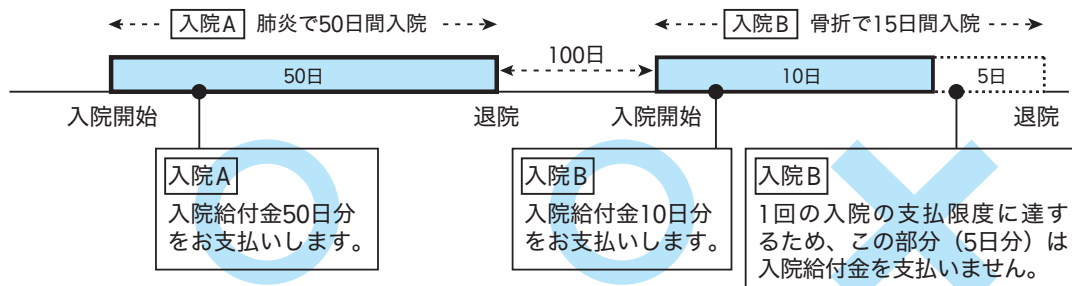 入院A 肺炎で50日間入院
入院B 骨折で15日間入院
50日
100日
10日
5日
入院開始
退院
入院開始
退院
入院A
入院給付金50日分
をお支払いします。
入院B
入院給付金10日分
をお支払いします。
入院B
1回の入院の支払限度に達す
るため、この部分（5日分）は
入院給付金を支払いません。